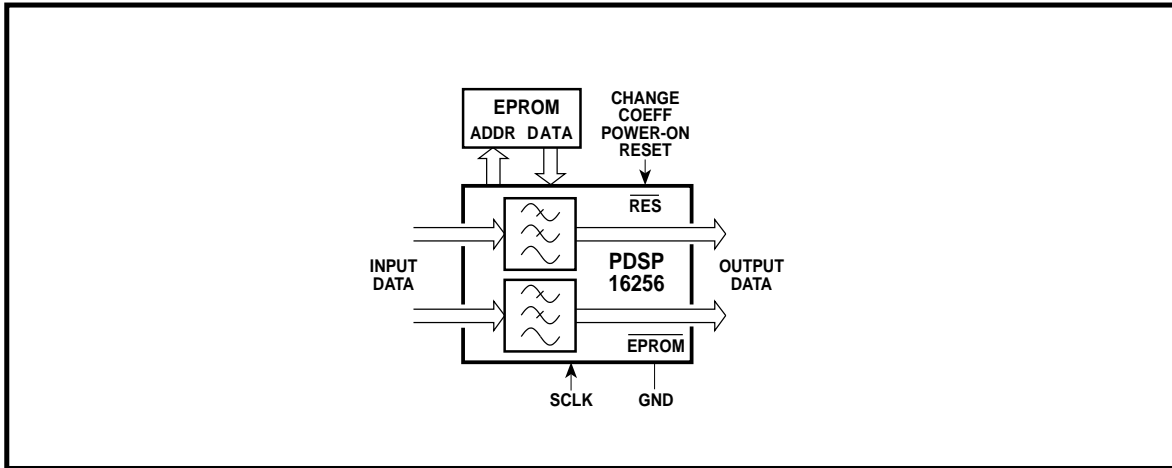 EPROM
ADDR DATA
CHANGE
COEFF
POWER-ON
RESET
RES
INPUT
DATA
PDSP
16256
OUTPUT
DATA
EPROM
SCLK
GND